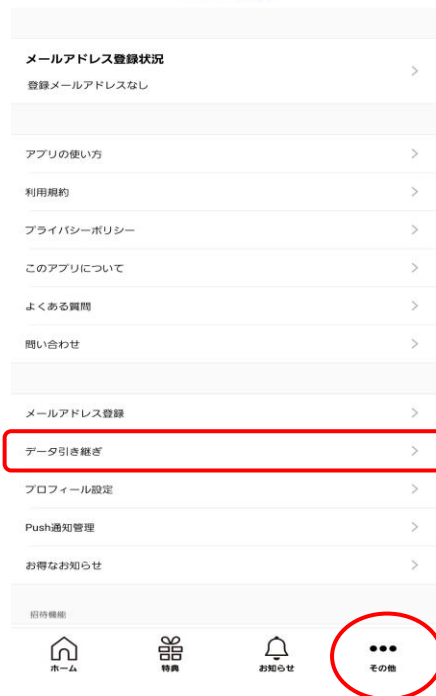 メールアドレス登録状況
登録メールアドレスなし
アプリの使い方
利用規約
プライバシーポリシー
このアプリについて
よくある質問
問い合わせ
メールアドレス登録
データ引き継ぎ
プロフィール設定
Push通知管理
お得なお知らせ
招待機能
ホーム
特典
お知らせ
その他